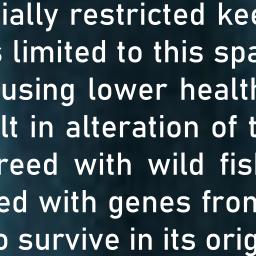 ially restricted kee
limited to this spa
using lower health
lt in alteration of t
reed with wild fis
ed with genes from
o survive in its orig